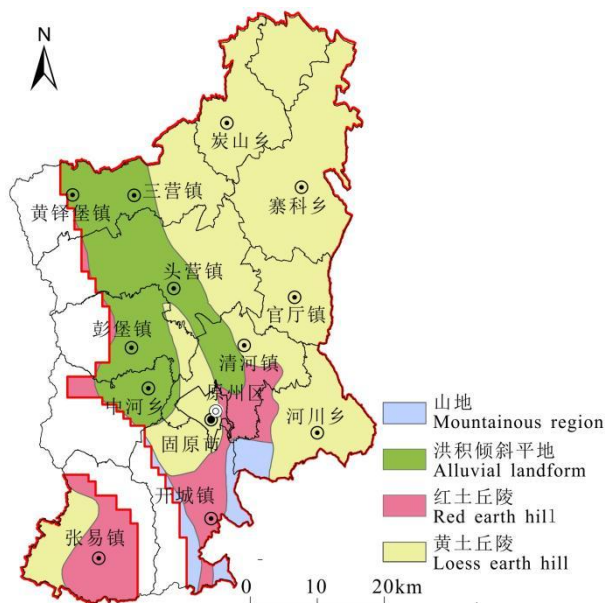 N
炭山乡
三营镇
寨科乡
黄铎堡镇
头营镇
官厅镇
彭堡镇
清河镇
原州区
中河乡
河川乡
固原市
开城镇
张易镇
山地
Mountainous region
洪积倾斜平地
Alluvial landform
红土丘陵
Red earth hill
黄土丘陵
Loess earth hill
0 10 20km